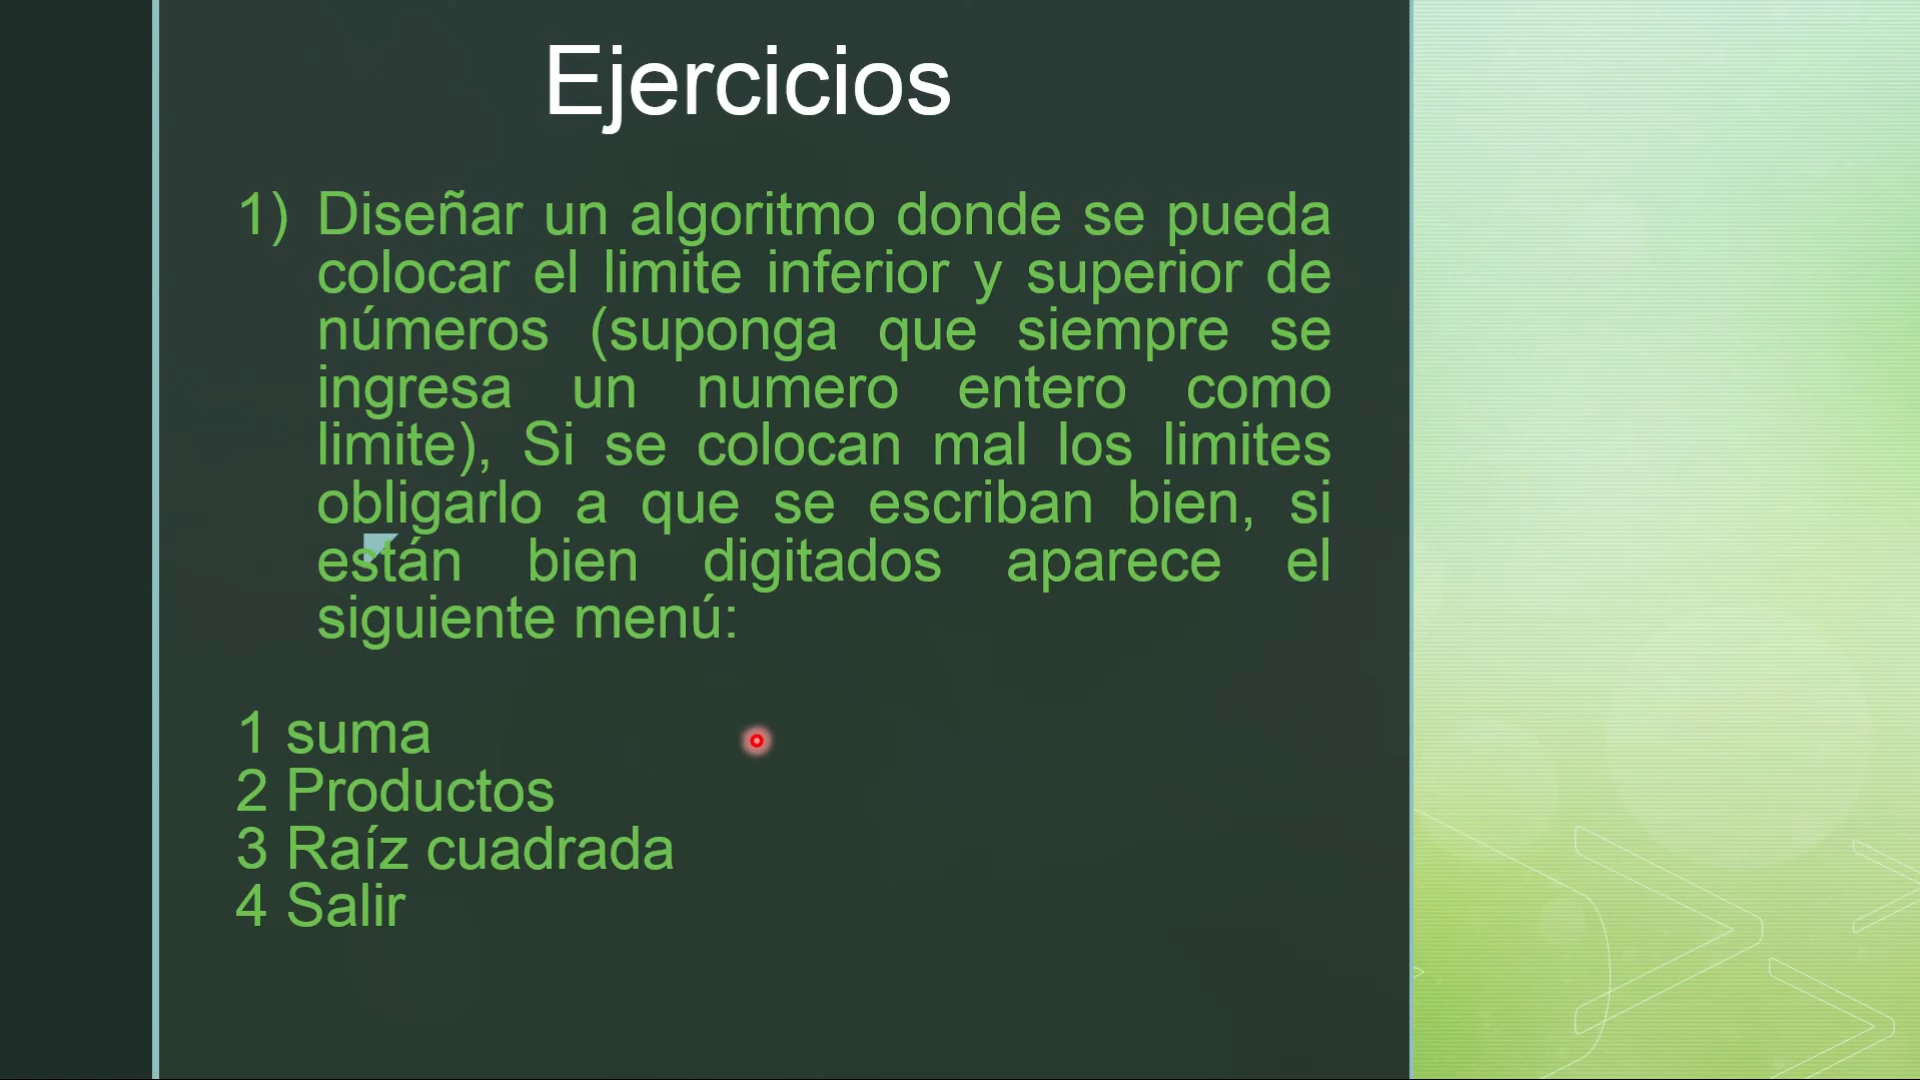 Ejercicios
1) Diseñar un algoritmo donde se pueda
colocar el limite inferior y superior de
números (suponga que siempre se
ingresa un numero entero como
limite), Si se colocan mal los limites
obligarlo a que se escriban bien, si
están bien digitados aparece el
siguiente menú:
1 suma
2 Productos
3 Raíz cuadrada
4 Salir